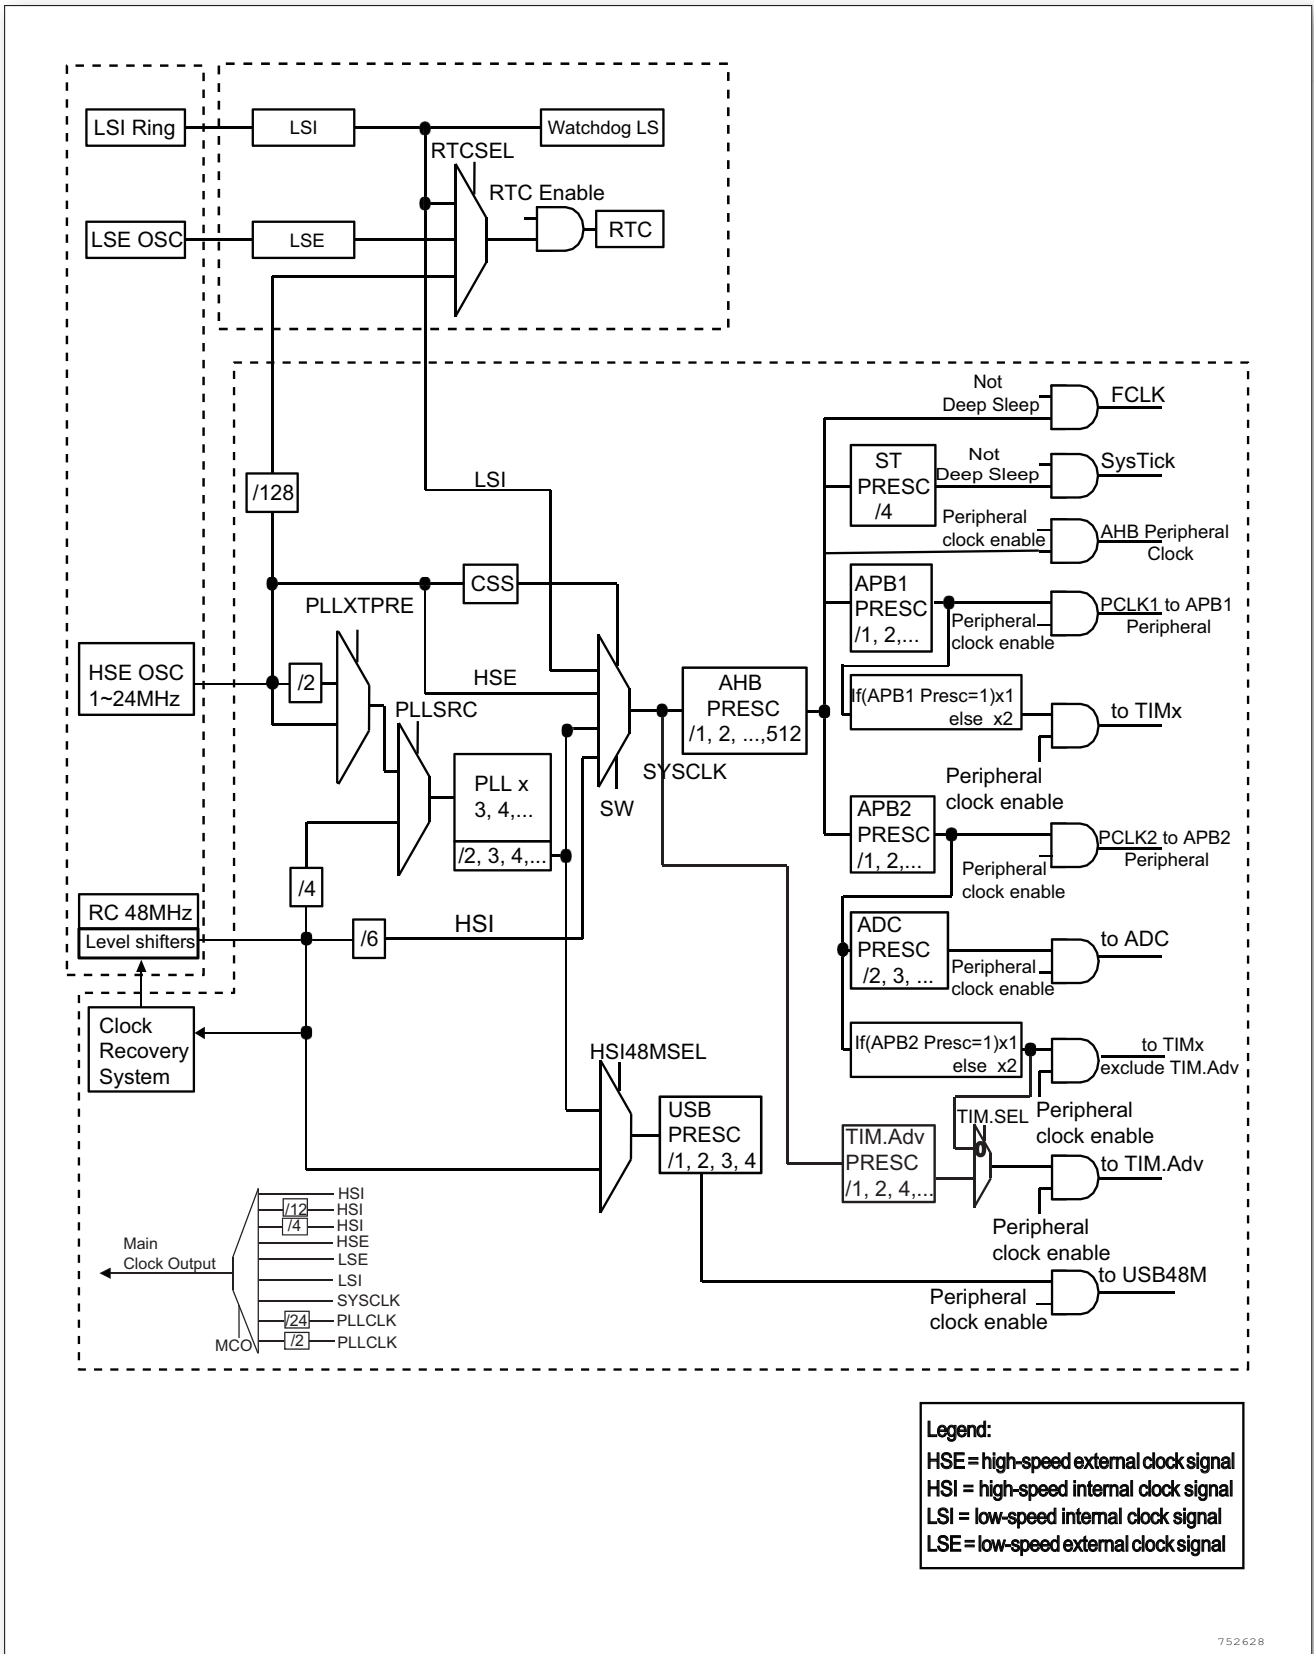 LSI Ring
LSI
Watchdog LS
RTCSEL
RTC Enable
LSE OSC
LSE
RTC
Not
Deep Sleep
FCLK
ST
PRESC
/4
Not
Deep Sleep
SysTick
/128
LSI
Peripheral
clock enable
AHB Peripheral
Clock
CSS
PLLXTPRE
APB1
PRESC
/1, 2,...
Peripheral
clock enable
PCLK1 to APB1
Peripheral
HSE OSC
1~24MHz
/2
HSE
PLLSRC
AHB
PRESC
/1, 2, ...,512
If(APB1 Presc=1)x1
else x2
to TIMx
Peripheral
clock enable
SYSCLK
SW
PLL x
3, 4,...
/2, 3, 4,...
APB2
PRESC
/1, 2,...
Peripheral
clock enable
PCLK2 to APB2
Peripheral
/4
RC 48MHz
Level shifters
/6
HSI
ADC
PRESC
/2, 3, ...
Peripheral
clock enable
to ADC
Clock
Recovery
System
HSI48MSEL
If(APB2 Presc=1)x1
else x2
to TIMx
exclude TIM.Adv
Peripheral
clock enable
USB
PRESC
/1, 2, 3, 4
TIM.SEL
0
TIM.Adv
PRESC
/1, 2, 4,...
to TIM.Adv
Peripheral
clock enable
to USB48M
Peripheral
clock enable
Main
Clock Output
MCO
HSI
/12 HSI
/4 HSI
HSE
LSE
LSI
SYSCLK
/24 PLLCLK
/2 PLLCLK
Legend:
HSE = high-speed external clock signal
HSI = high-speed internal clock signal
LSI = low-speed internal clock signal
LSE = low-speed external clock signal
752628